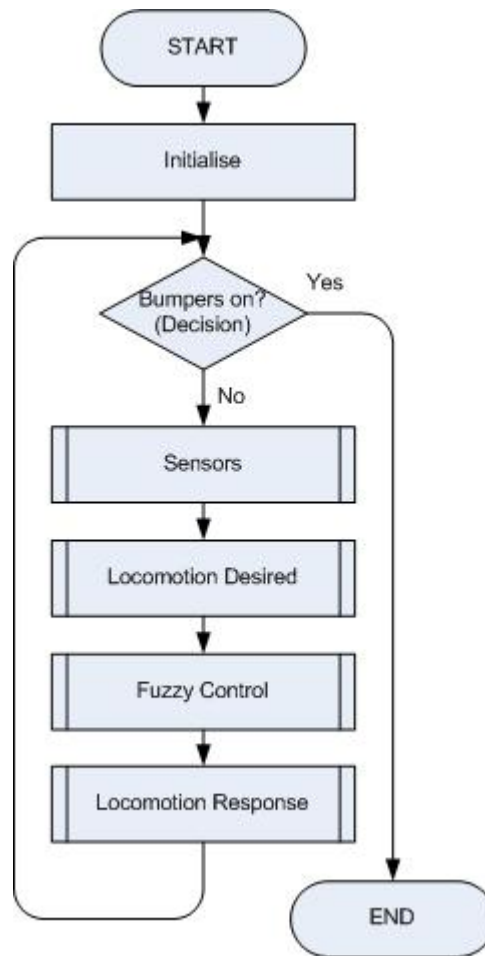 START
Initialise
Bumpers on?
(Decision)
Yes
No
Sensors
Locomotion Desired
Fuzzy Control
Locomotion Response
END